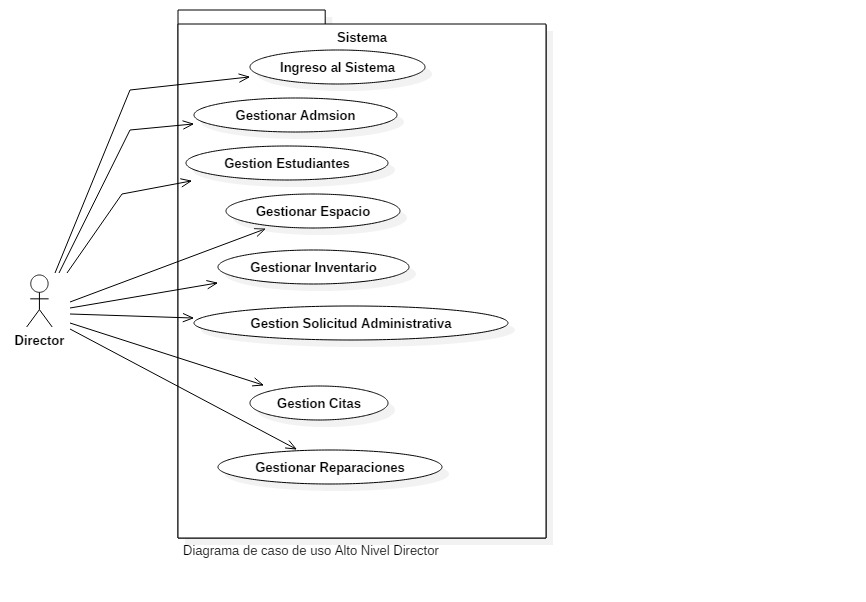 Sistema
Ingreso al Sistema
Gestionar Admsion
Gestion Estudiantes
Gestionar Espacio
Gestionar Inventario
Gestion Solicitud Administrativa
Director
Gestion Citas
Gestionar Reparaciones
Diagrama de caso de uso Alto Nivel Director